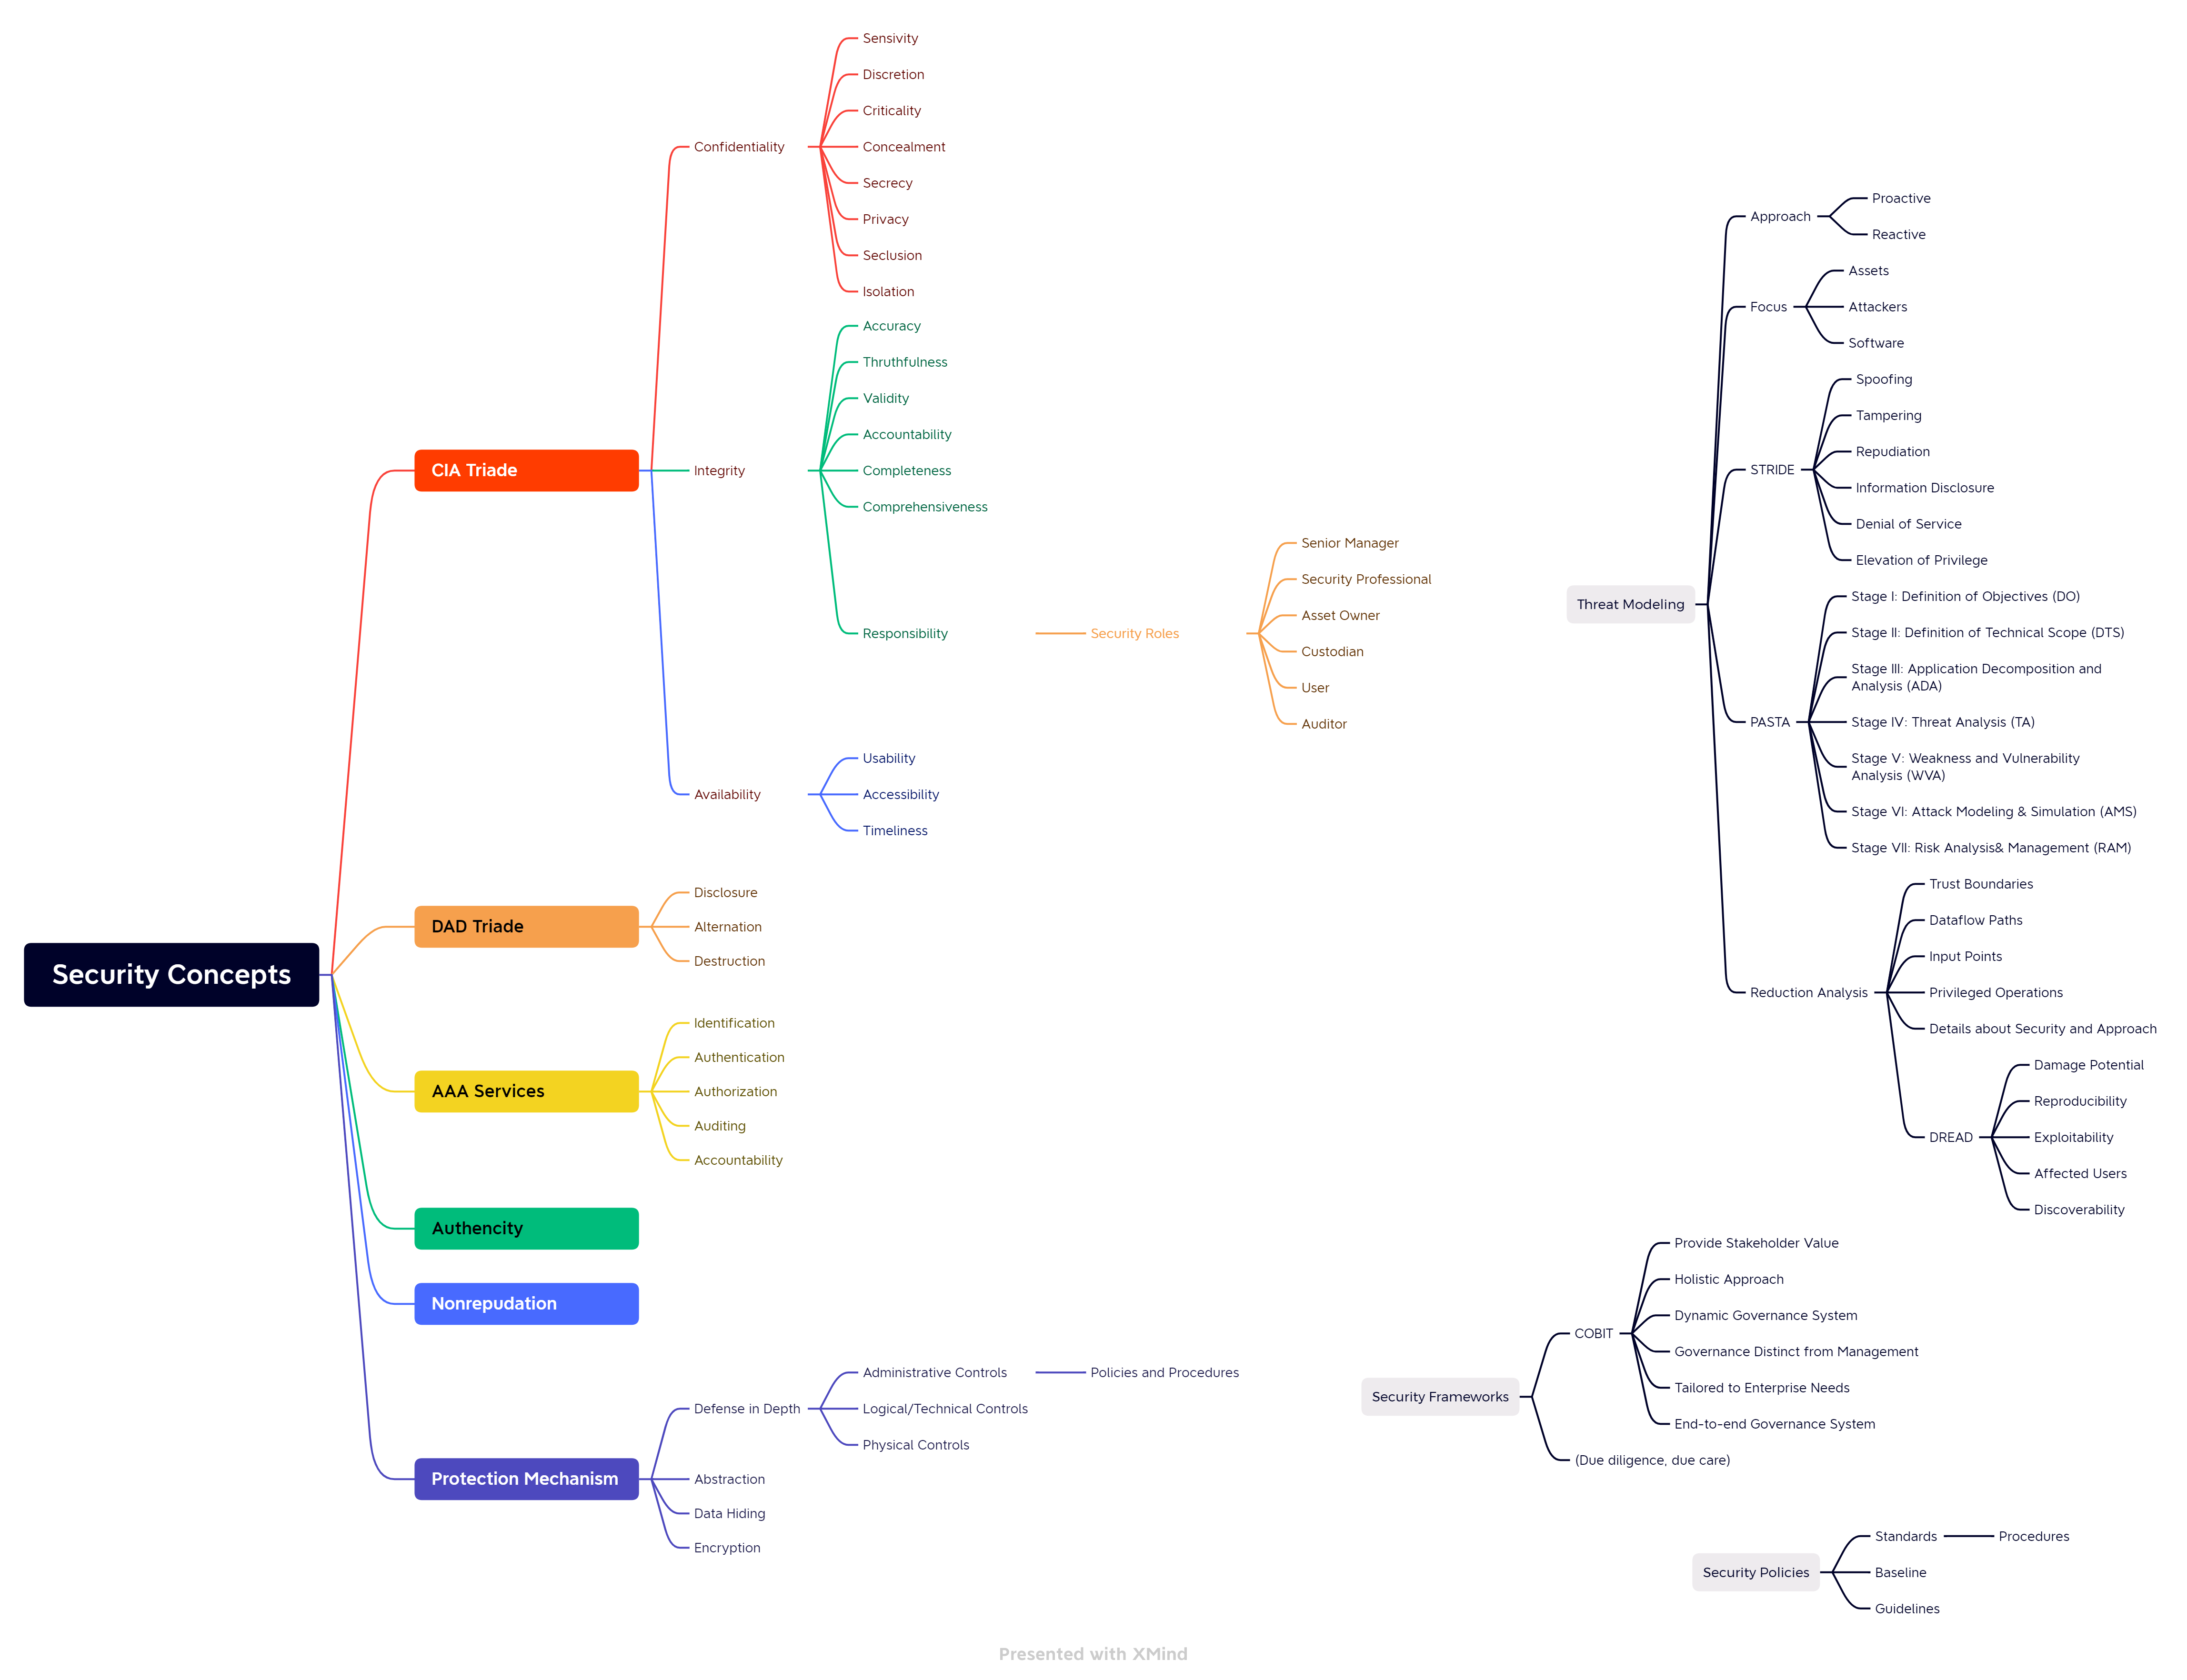 Security Concepts
CIA Triade
Confidentiality
Sensivity
Discretion
Criticality
Concealment
Secrecy
Privacy
Seclusion
Isolation
Integrity
Accuracy
Thruthfulness
Validity
Accountability
Completeness
Comprehensiveness
Responsibility
Security Roles
Senior Manager
Security Professional
Asset Owner
Custodian
User
Auditor
Availability
Usability
Accessibility
Timeliness
DAD Triade
Disclosure
Alternation
Destruction
AAA Services
Identification
Authentication
Authorization
Auditing
Accountability
Authencity
Nonrepudation
Protection Mechanism
Defense in Depth
Administrative Controls
Policies and Procedures
Logical/Technical Controls
Physical Controls
Abstraction
Data Hiding
Encryption
Threat Modeling
Approach
Proactive
Reactive
Focus
Assets
Attackers
Software
STRIDE
Spoofing
Tampering
Repudiation
Information Disclosure
Denial of Service
Elevation of Privilege
PASTA
Stage I: Definition of Objectives (DO)
Stage II: Definition of Technical Scope (DTS)
Stage III: Application Decomposition and
Analysis (ADA)
Stage IV: Threat Analysis (TA)
Stage V: Weakness and Vulnerability
Analysis (WVA)
Stage VI: Attack Modeling & Simulation (AMS)
Stage VII: Risk Analysis& Management (RAM)
Reduction Analysis
Trust Boundaries
Dataflow Paths
Input Points
Privileged Operations
Details about Security and Approach
DREAD
Damage Potential
Reproducibility
Exploitability
Affected Users
Discoverability
Security Frameworks
COBIT
Provide Stakeholder Value
Holistic Approach
Dynamic Governance System
Governance Distinct from Management
Tailored to Enterprise Needs
End-to-end Governance System
(Due diligence, due care)
Security Policies
Standards
Procedures
Baseline
Guidelines
Presented with XMind